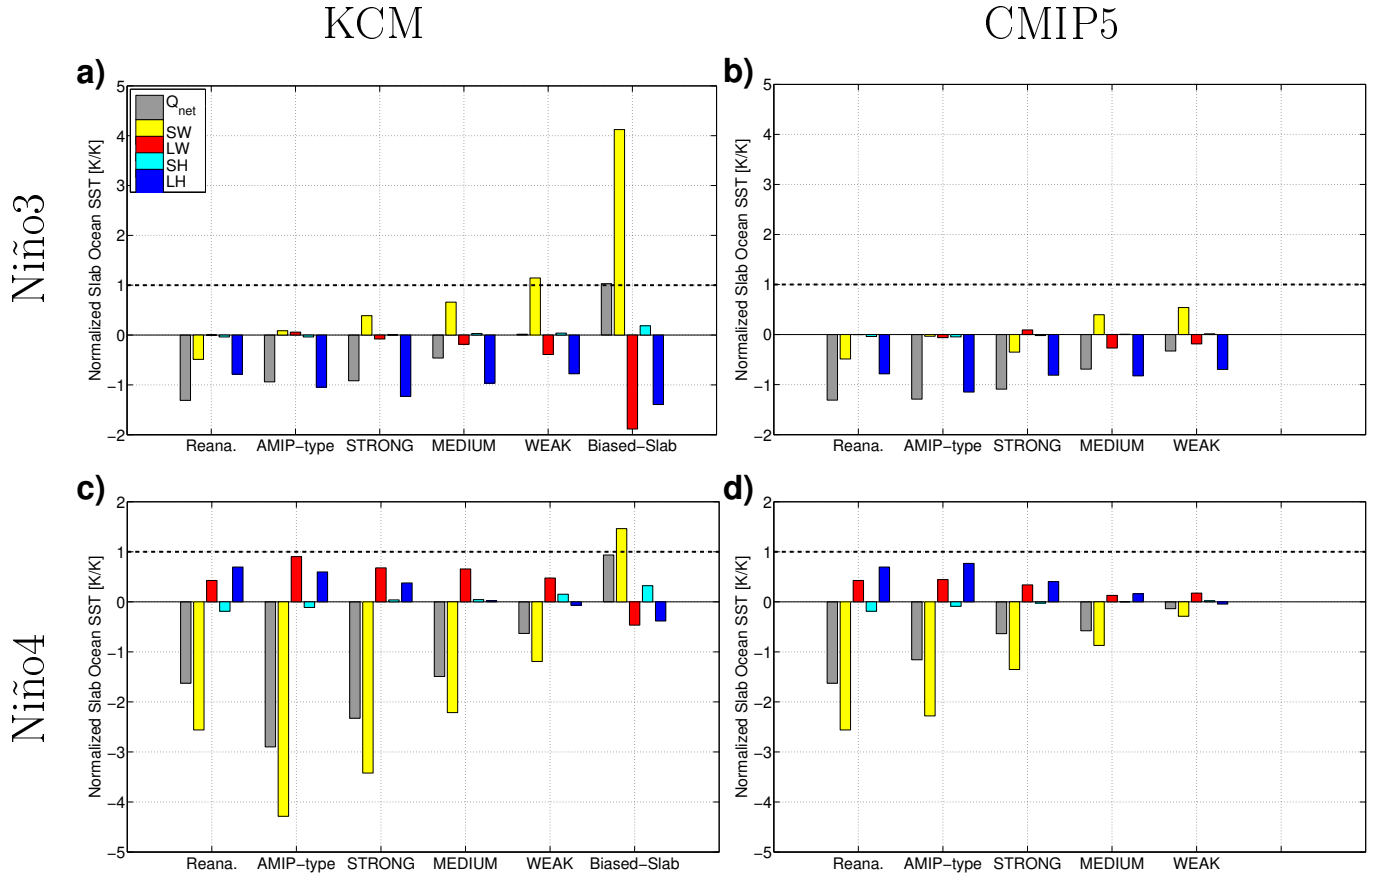 KCM
CMIP5
Niño3
Niño4
a)
Normalized Slab Ocean SST [K/K]
5
4
3
2
1
0
−1
−2
Qnet
SW
LW
SH
LH
Reana. AMIP−type STRONG MEDIUM WEAK Biased−Slab
b)
Normalized Slab Ocean SST [K/K]
5
4
3
2
1
0
−1
−2
Reana. AMIP−type STRONG MEDIUM WEAK
c)
Normalized Slab Ocean SST [K/K]
2
1
0
−1
−2
−3
−4
−5
Reana. AMIP−type STRONG MEDIUM WEAK Biased−Slab
d)
Normalized Slab Ocean SST [K/K]
2
1
0
−1
−2
−3
−4
−5
Reana. AMIP−type STRONG MEDIUM WEAK